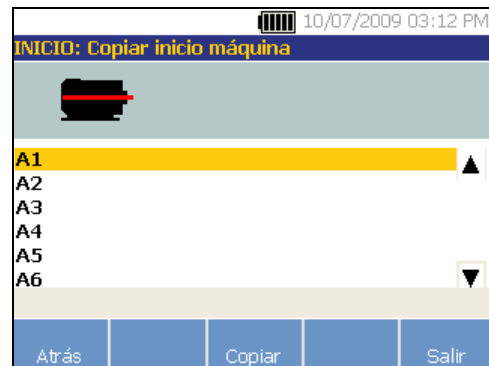 10/07/2009 03:12 PM
INICIO: Copiar inicio máquina
A1
A2
A3
A4
A5
A6
Atrás Copiar Salir